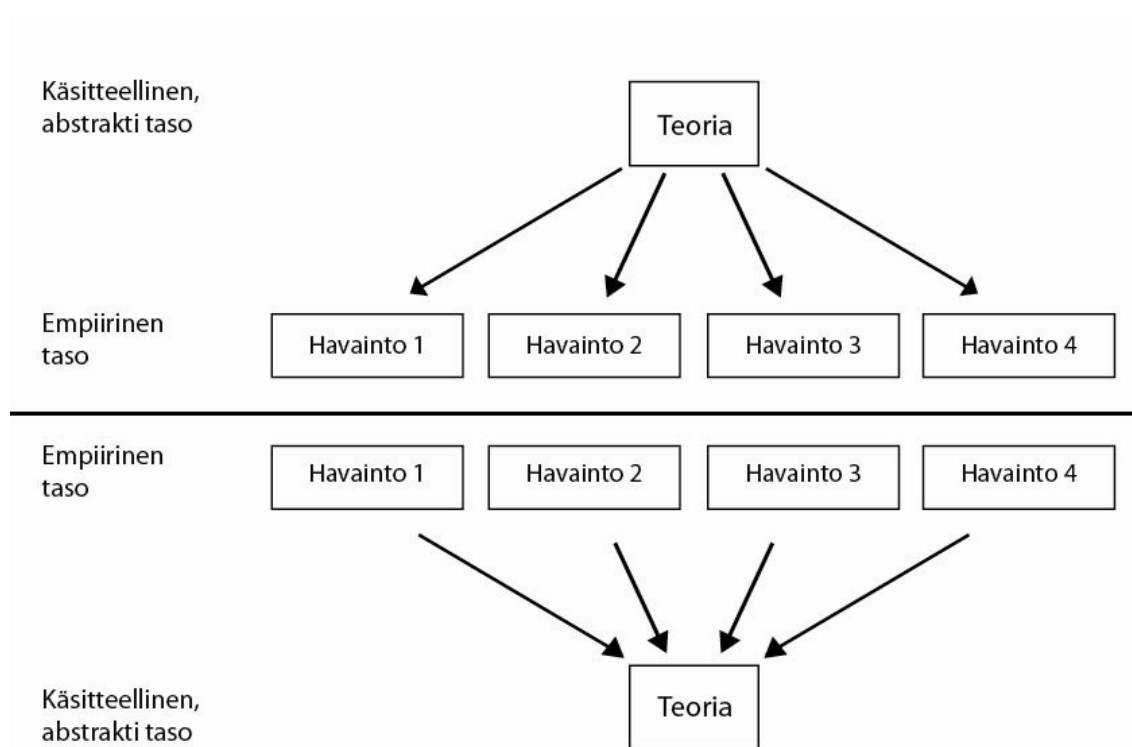 Käsitteellinen,
abstrakti taso
Teoria
Empiirinen
taso
Havainto 1
Havainto 2
Havainto 3
Havainto 4
Empiirinen
taso
Havainto 1
Havainto 2
Havainto 3
Havainto 4
Käsitteellinen,
abstrakti taso
Teoria